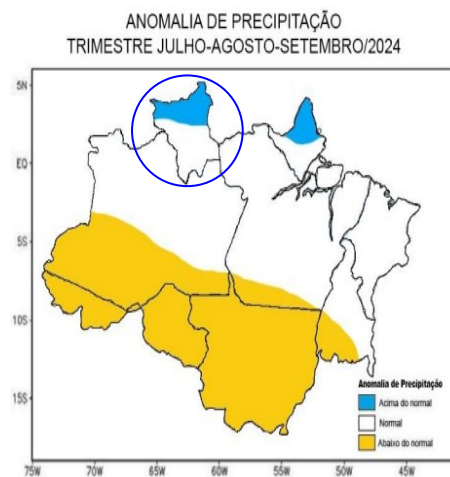 ANOMALIA DE PRECIPITAÇÃO
TRIMESTRE JULHO-AGOSTO-SETEMBRO/2024
5N
EQ
5S
10S
15S
75W 70W 65W 60W 55W 50W 45W
Anomalia de Precipitação
Acima do normal
Normal
Abaixo do normal